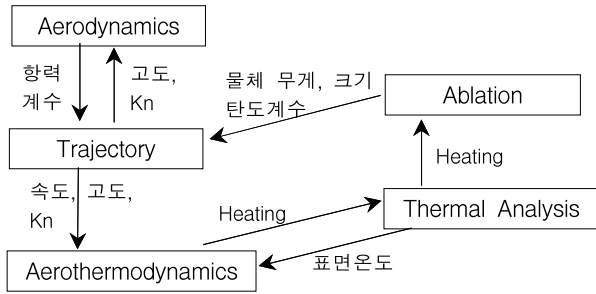 Aerodynamics
항력
계수
고도,
Kn
물체 무게, 크기
탄도계수
Ablation
Trajectory
Heating
속도, 고도,
Kn
Heating
Thermal Analysis
표면온도
Aerothermodynamics